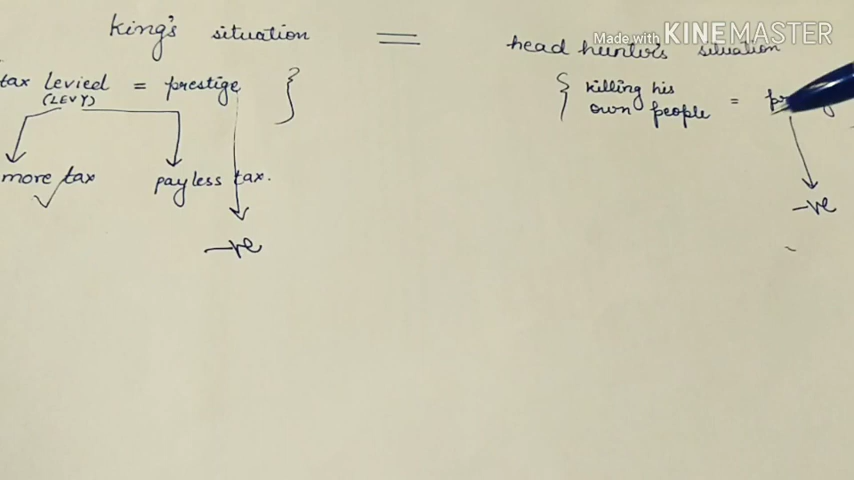 king's situation =
Made with KINEMASTER
head hunter's situation
tax levied = prestige }
(LEVY)
{ killing his
own people =
more tax ✓
pay less tax.
-ve
-ve